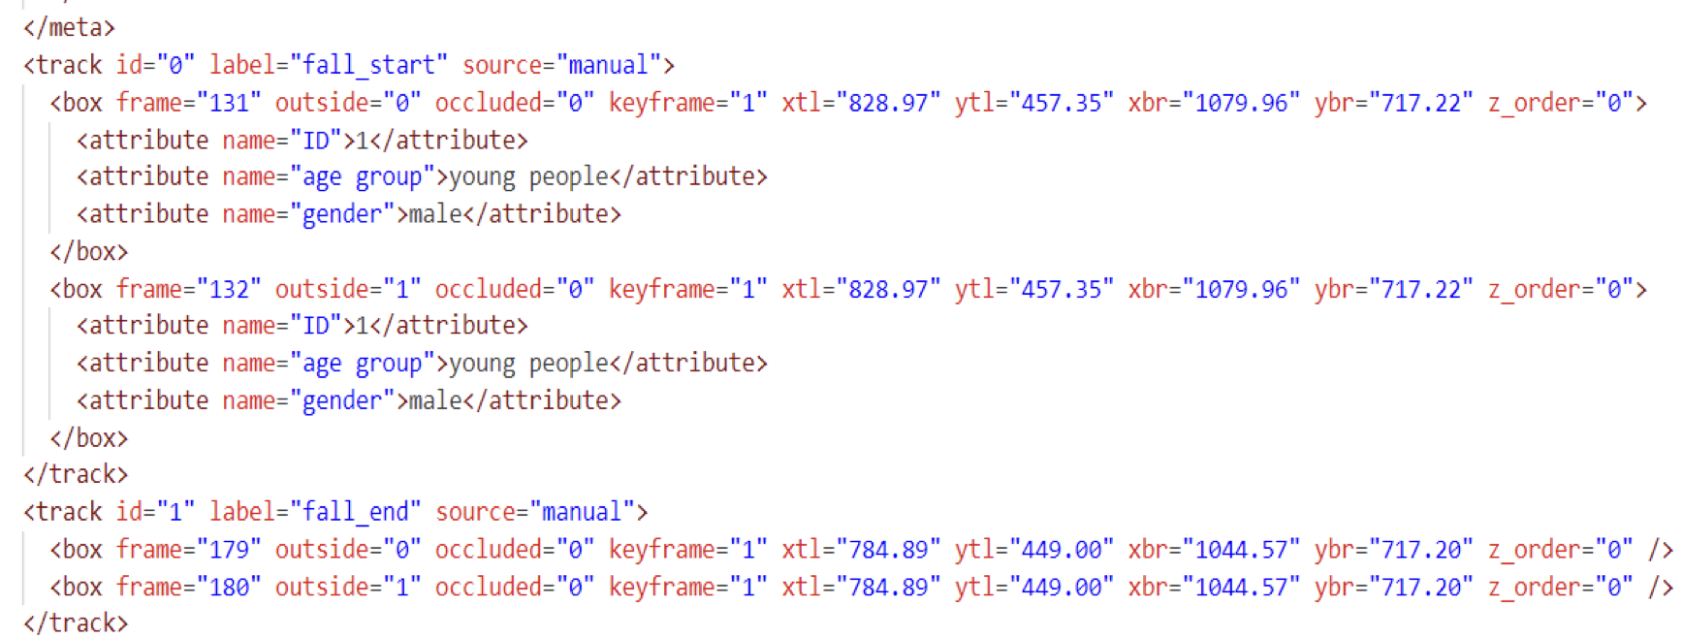 </meta>
<track id="0" label="fall_start" source="manual">
<box frame="131" outside="0" occluded="0" keyframe="1" xtl="828.97" ytl="457.35" xbr="1079.96" ybr="717.22" z_order="0">
<attribute name="ID">1</attribute>
<attribute name="age group">young people</attribute>
<attribute name="gender">male</attribute>
</box>
<box frame="132" outside="1" occluded="0" keyframe="1" xtl="828.97" ytl="457.35" xbr="1079.96" ybr="717.22" z_order="0">
<attribute name="ID">1</attribute>
<attribute name="age group">young people</attribute>
<attribute name="gender">male</attribute>
</box>
</track>
<track id="1" label="fall_end" source="manual">
<box frame="179" outside="0" occluded="0" keyframe="1" xtl="784.89" ytl="449.00" xbr="1044.57" ybr="717.20" z_order="0" />
<box frame="180" outside="1" occluded="0" keyframe="1" xtl="784.89" ytl="449.00" xbr="1044.57" ybr="717.20" z_order="0" />
</track>